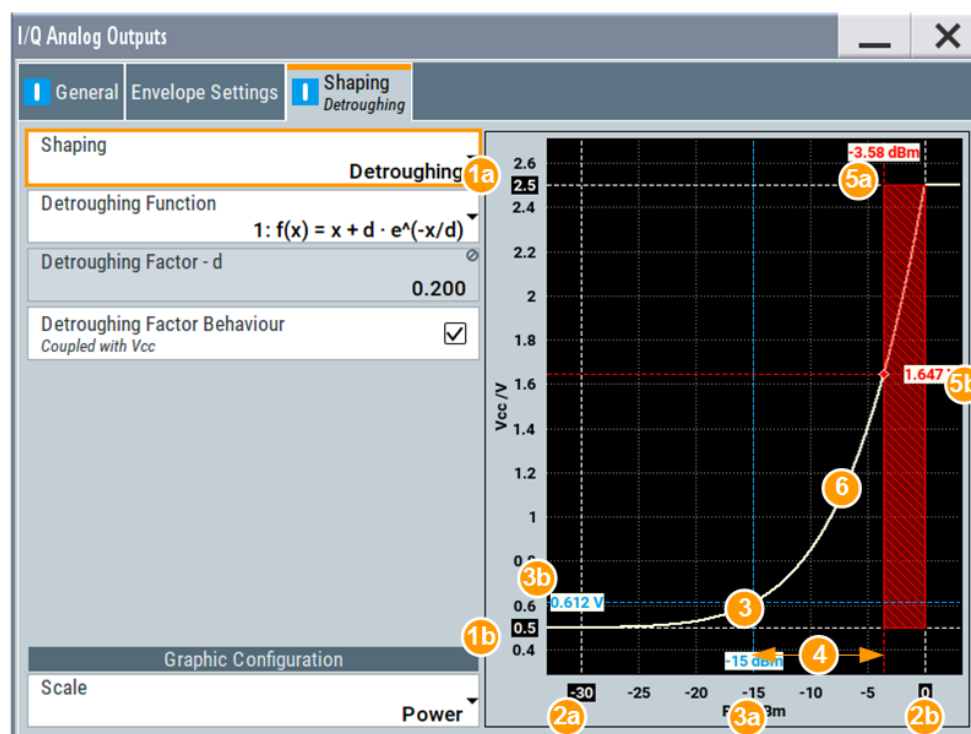 I/Q Analog Outputs
General
Envelope Settings
Shaping
Detroughing
Shaping
Detroughing
Detroughing Function
1: f(x) = x + d · e^(-x/d)
Detroughing Factor - d
0.200
Detroughing Factor Behaviour
Coupled with Vcc
Graphic Configuration
Scale
Power
1a
1b
-3.58 dBm
5a
2.6
2.5
2.4
2.2
2
1.8
1.647
5b
1.6
Vcc /V
1.4
1.2
6
1
3b
0.612 V
3
0.6
0.5
0.4
-15 dBm
4
-30
-25
-20
-15
-10
-5
0
2a
3a
2b